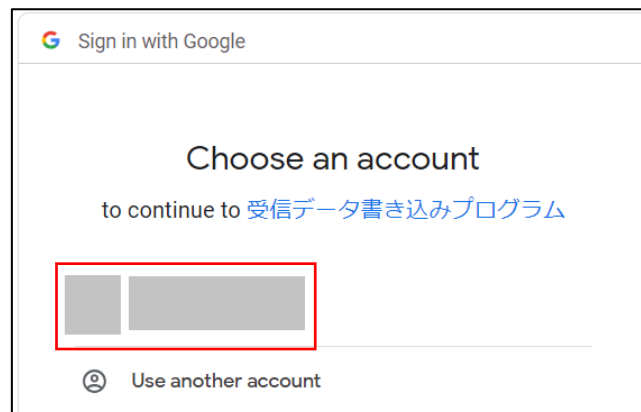 Sign in with Google
Choose an account
to continue to 受信データ書き込みプログラム
Use another account